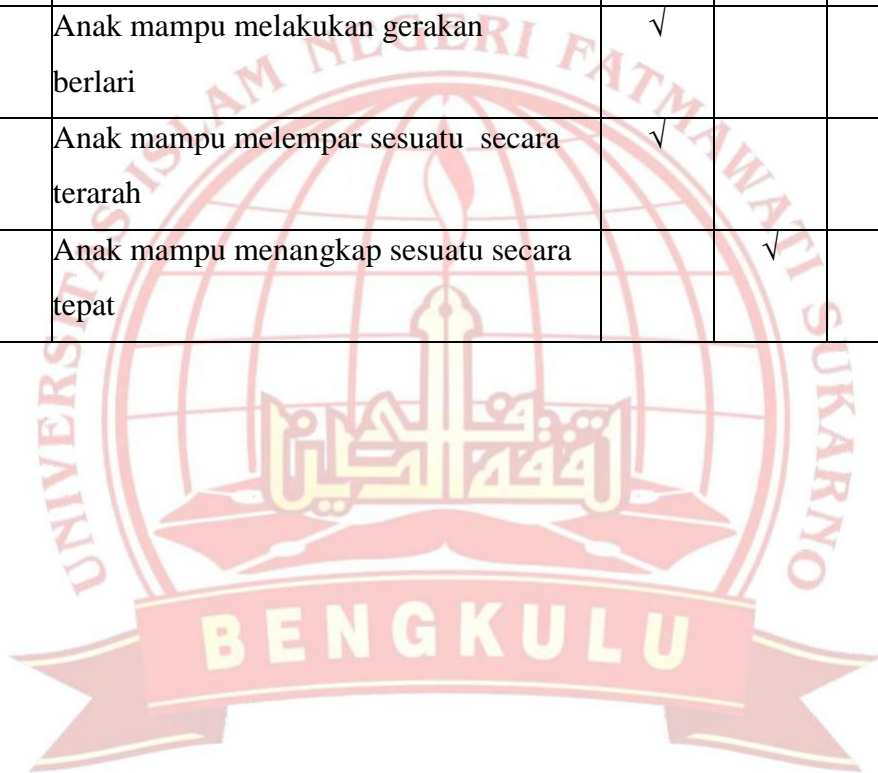 Anak mampu melakukan gerakan √
berlari
Anak mampu melempar sesuatu secara √
terarah
Anak mampu menangkap sesuatu secara √
tepat
UNIVERSITAS ISLAM NEGERI FATMAWATI SUKARNO
BENGKULU